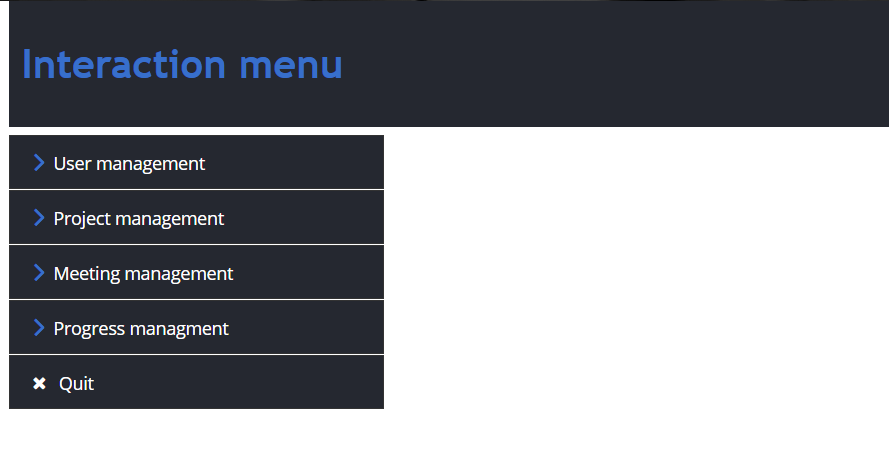 Interaction menu
User management
Project management
Meeting management
Progress managment
Quit